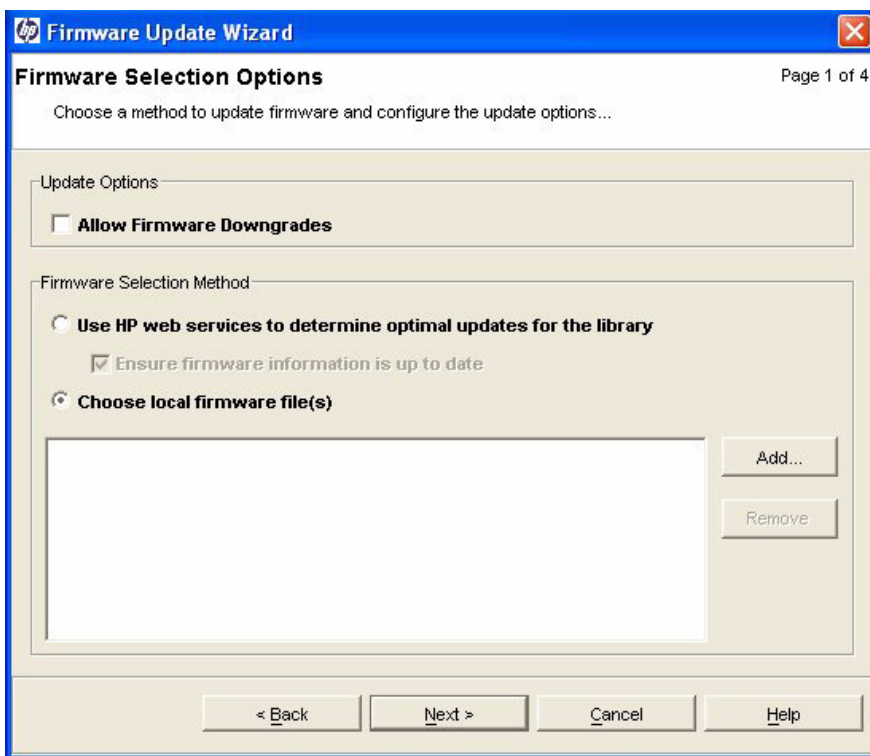 hp Firmware Update Wizard
Firmware Selection Options
Page 1 of 4
Choose a method to update firmware and configure the update options...
Update Options
Allow Firmware Downgrades
Firmware Selection Method
Use HP web services to determine optimal updates for the library
Ensure firmware information is up to date
Choose local firmware file(s)
Add...
Remove
< Back
Next >
Cancel
Help